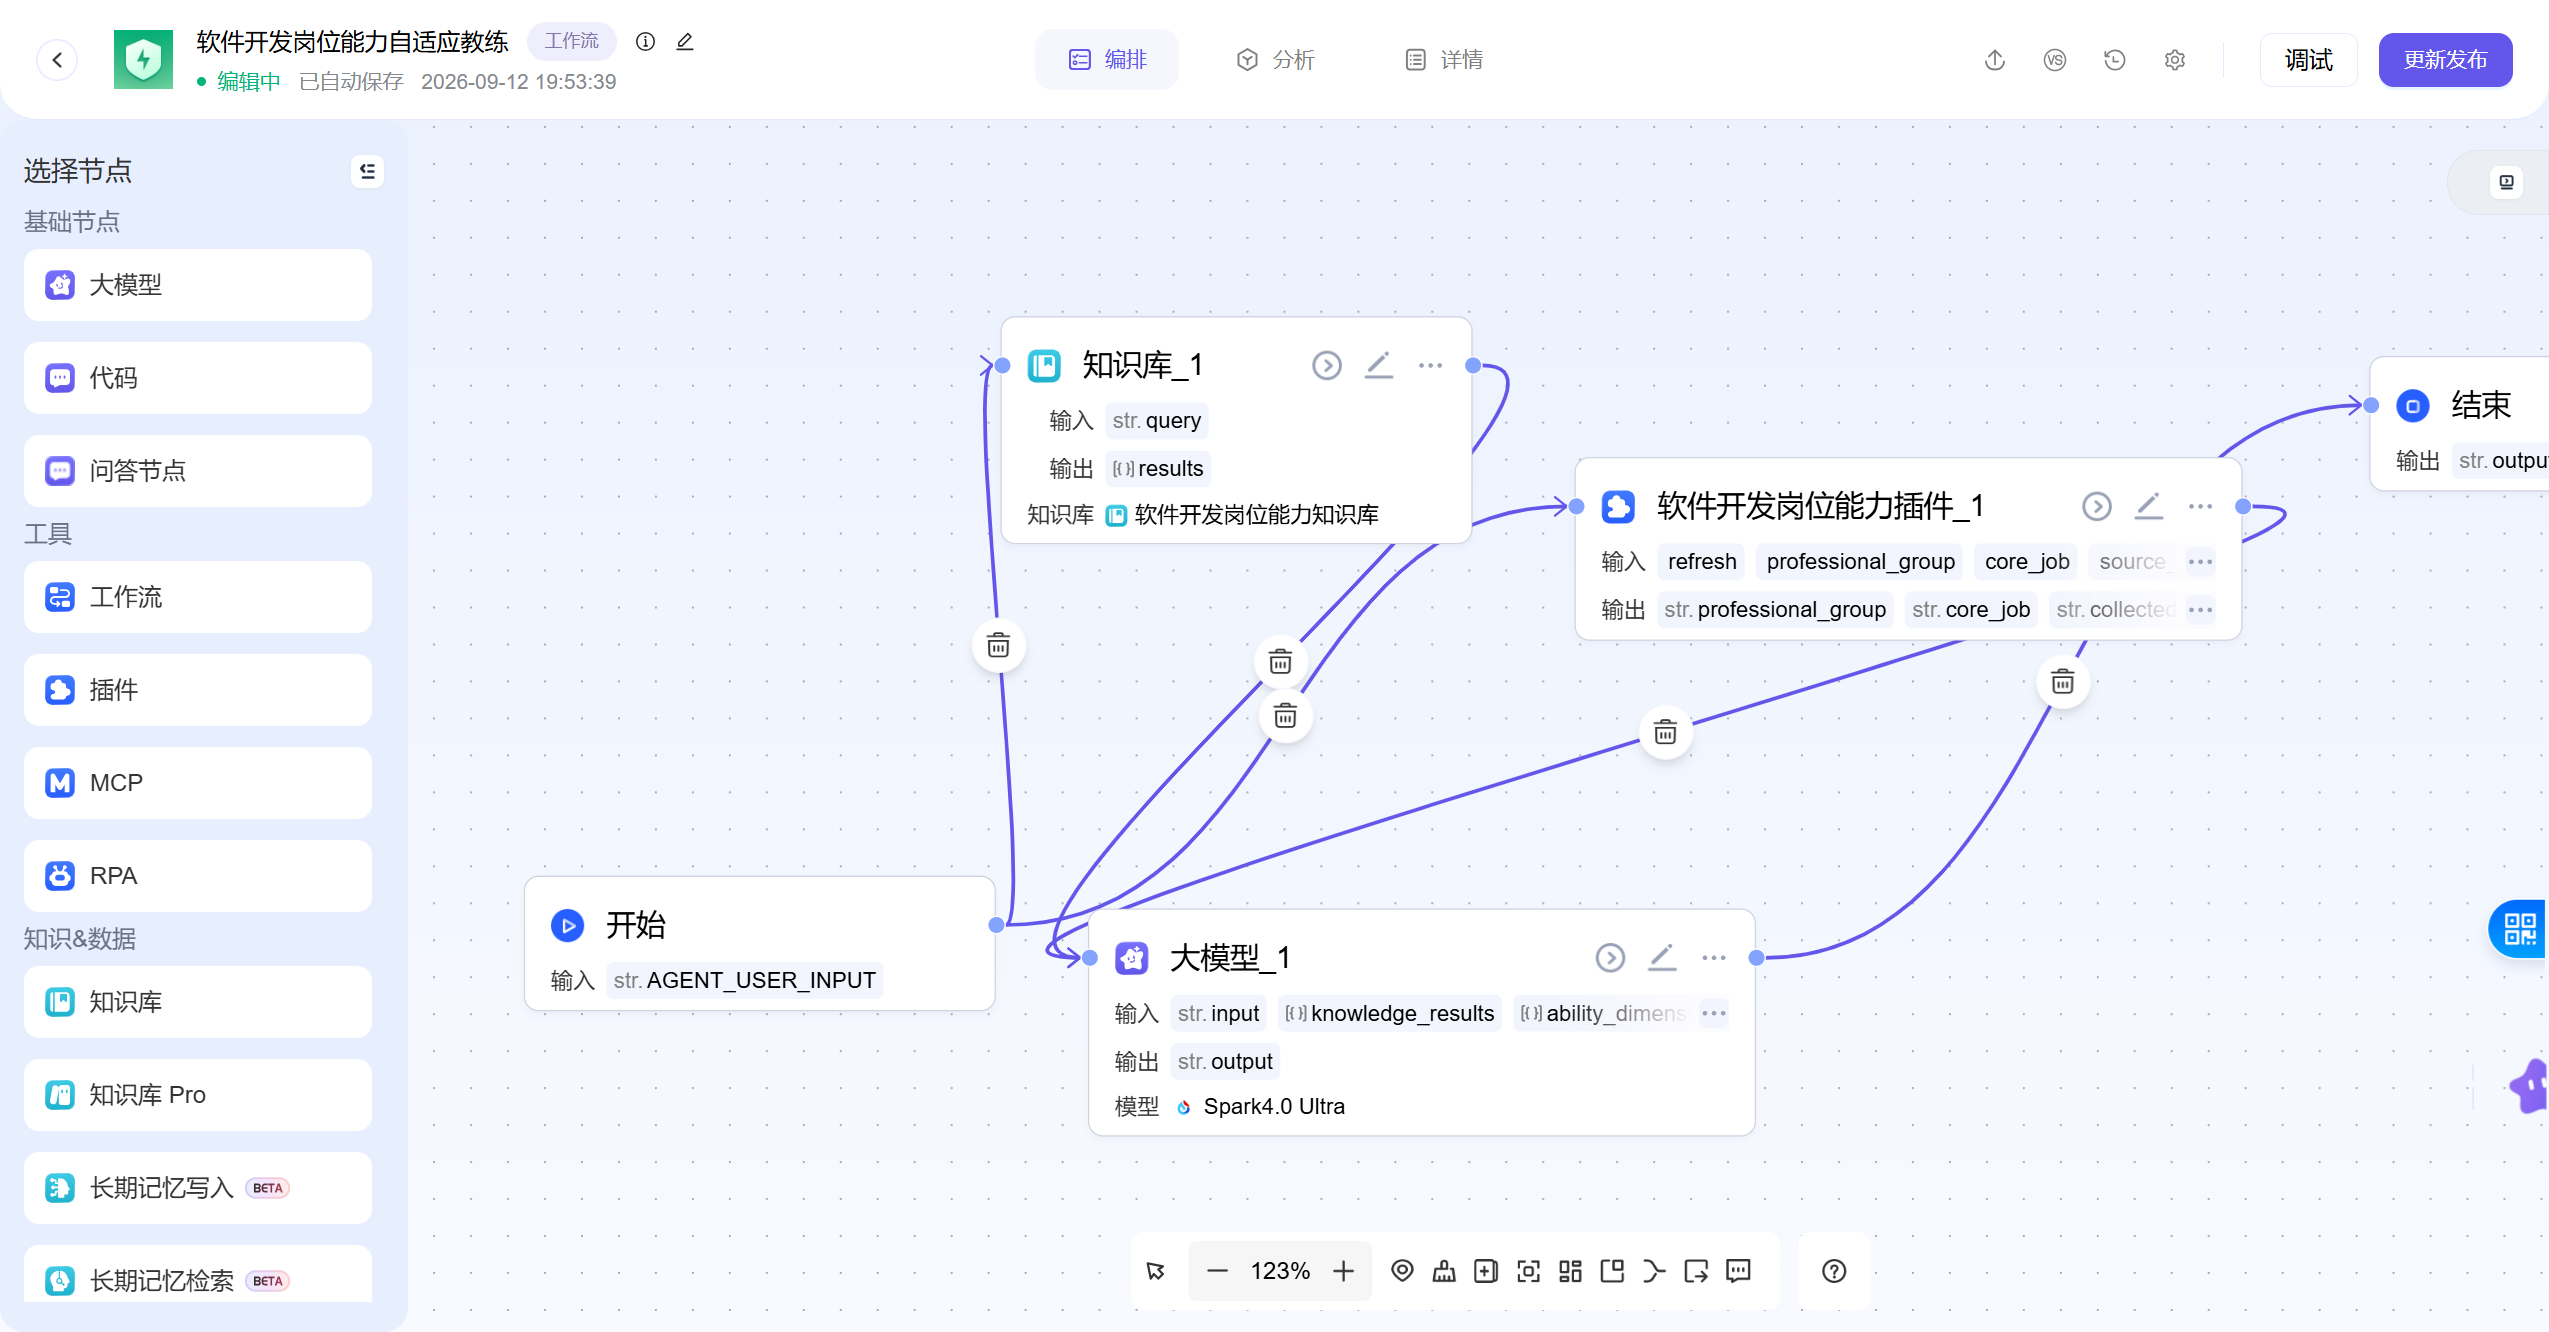 软件开发岗位能力自适应教练 工作流
编辑中 已自动保存 2026-09-12 19:53:39
编排 分析 详情
VS
调试 更新发布
选择节点
基础节点
大模型
代码
问答节点
工具
工作流
插件
MCP
RPA
知识&数据
知识库
知识库 Pro
长期记忆写入 BETA
长期记忆检索 BETA
知识库_1
输入 str. query
输出 [{}] results
知识库 软件开发岗位能力知识库
软件开发岗位能力插件_1
输入 refresh professional_group core_job source_ ...
输出 str. professional_group str. core_job str. collected ...
结束
输出 str. output
开始
输入 str. AGENT_USER_INPUT
大模型_1
输入 str. input [{}] knowledge_results [{}] ability_dimens ...
输出 str. output
模型 Spark4.0 Ultra
123%